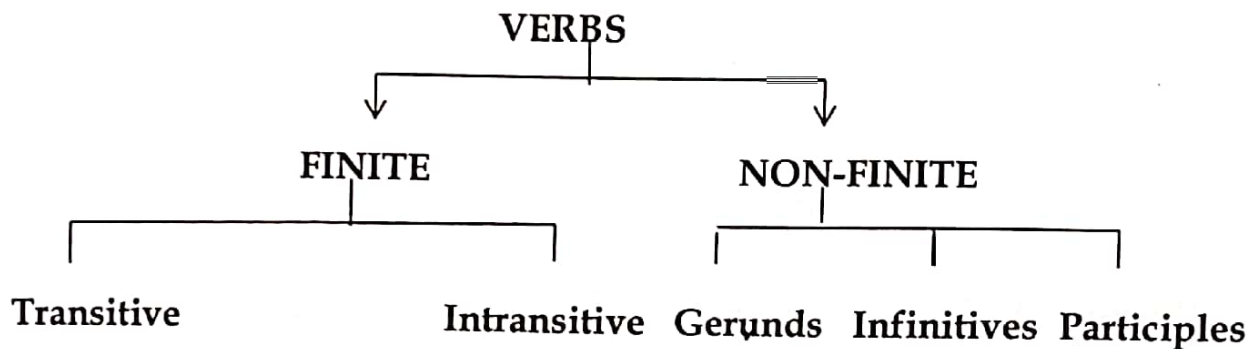 VERBS
FINITE
NON-FINITE
Transitive Intransitive Gerunds Infinitives Participles